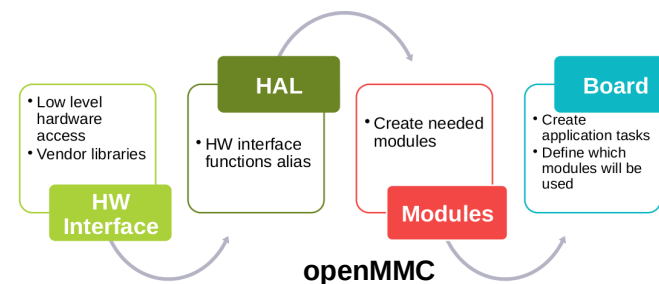 • Low level
hardware
access
• Vendor libraries
HW
Interface
HAL
• HW interface
functions alias
• Create needed
modules
Modules
Board
• Create
application tasks
• Define which
modules will be
used
openMMC